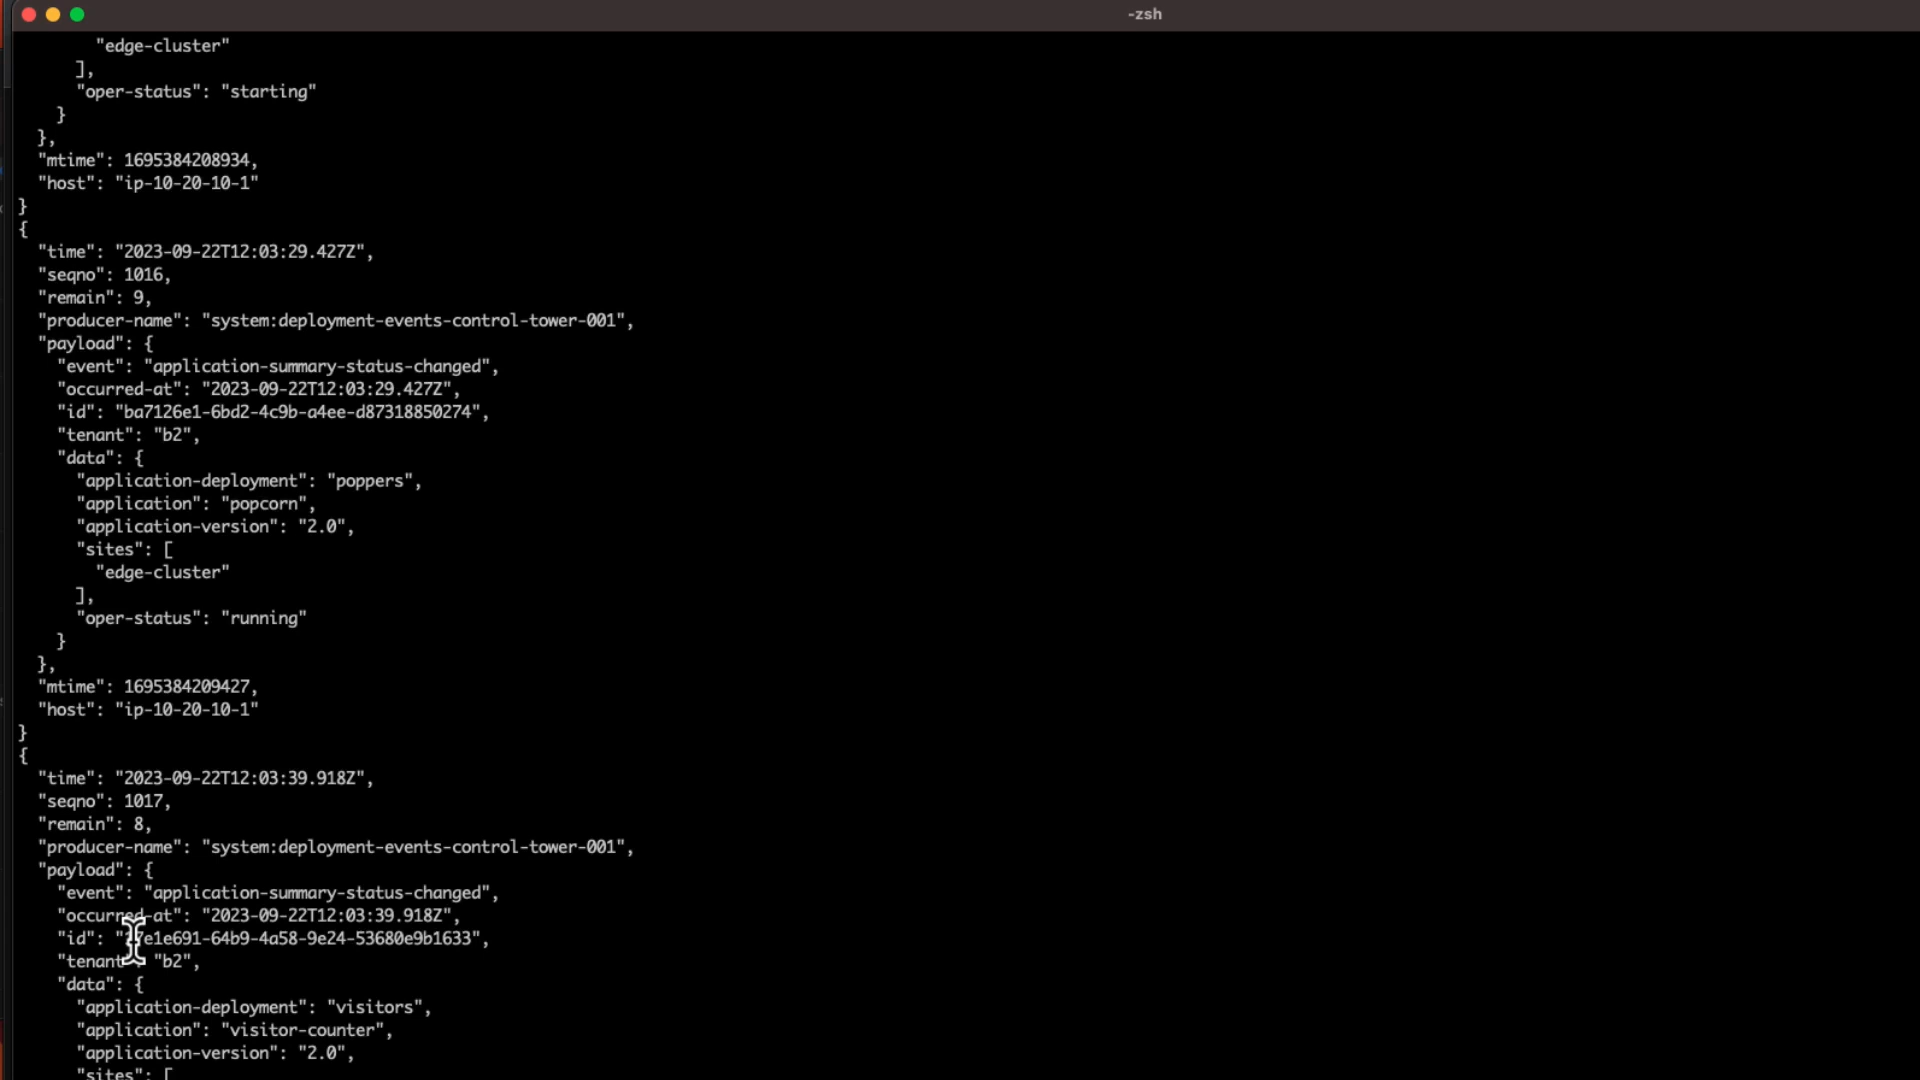 -zsh
"edge-cluster"
],
"oper-status": "starting"
}
},
"mtime": 1695384208934,
"host": "ip-10-20-10-1"
}
{
"time": "2023-09-22T12:03:29.427Z",
"seqno": 1016,
"remain": 9,
"producer-name": "system:deployment-events-control-tower-001",
"payload": {
"event": "application-summary-status-changed",
"occurred-at": "2023-09-22T12:03:29.427Z",
"id": "ba7126e1-6bd2-4c9b-a4ee-d87318850274",
"tenant": "b2",
"data": {
"application-deployment": "poppers",
"application": "popcorn",
"application-version": "2.0",
"sites": [
"edge-cluster"
],
"oper-status": "running"
}
},
"mtime": 1695384209427,
"host": "ip-10-20-10-1"
}
{
"time": "2023-09-22T12:03:39.918Z",
"seqno": 1017,
"remain": 8,
"producer-name": "system:deployment-events-control-tower-001",
"payload": {
"event": "application-summary-status-changed",
"occurred-at": "2023-09-22T12:03:39.918Z",
"id":
"tenant": "b2",
"data": {
"application-deployment": "visitors",
"application": "visitor-counter",
"application-version": "2.0",
"sites": [